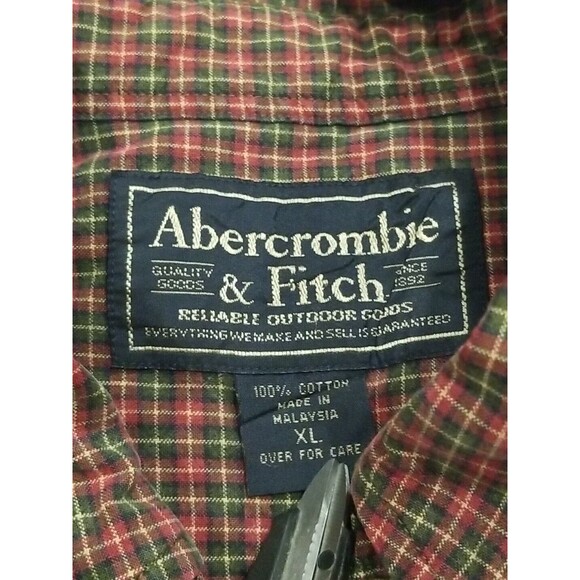 Abercrombie
QUALITY GOODS & Fitch SINCE 1892
RELIABLE OUTDOOR GOODS
EVERYTHING WE MAKE AND SELL IS GUARANTEED
100% COTTON
MADE IN
MALAYSIA
XL
OVER FOR CARE